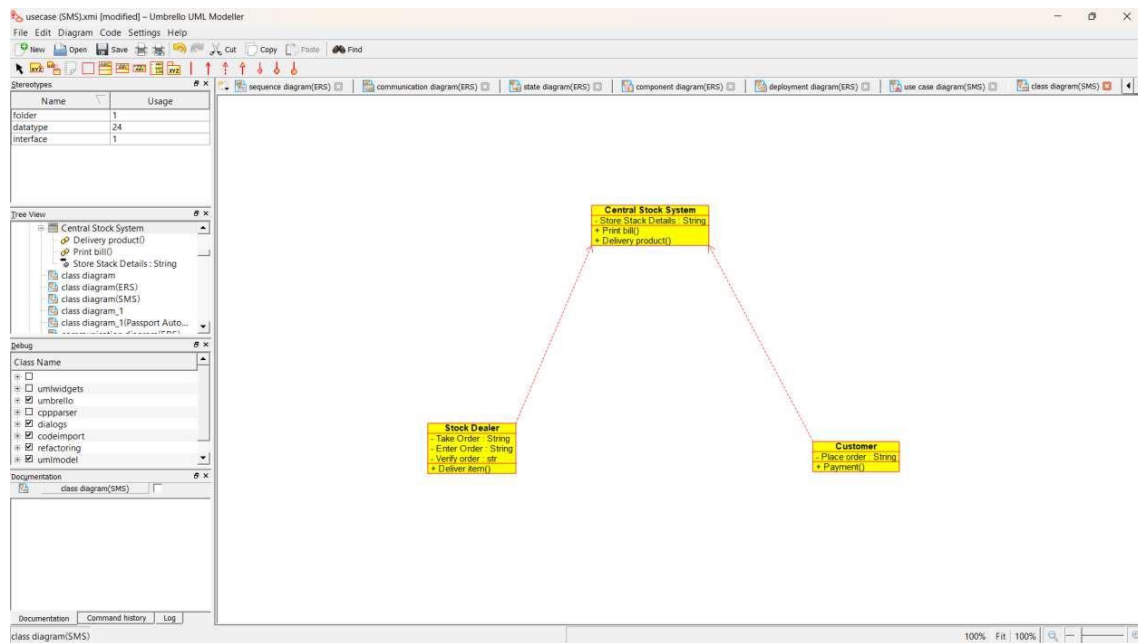 usecase (SMS).xmi [modified] – Umbrello UML Modeller
File Edit Diagram Code Settings Help
New Open Save Cut Copy Paste Find
Stereotypes
Name Usage
folder 1
datatype 24
interface 1
sequence diagram(ERS) communication diagram(ERS) state diagram(ERS) component diagram(ERS) deployment diagram(ERS) use case diagram(SMS) class diagram(SMS)
Tree View
Central Stock System
Delivery product()
Print bill()
Store Stack Details : String
class diagram
class diagram(ERS)
class diagram(SMS)
class diagram_1
class diagram_1(Passport Auto...
Debug
Class Name
umlwidgets
umbrello
cppparser
dialogs
codeimport
refactoring
umlmodel
Documentation
class diagram(SMS)
Documentation Command history Log
class diagram(SMS)
Central Stock System
- Store Stack Details : String
+ Print bill()
+ Delivery product()
Stock Dealer
- Take Order : String
- Enter Order : String
- Verify order : str
+ Deliver item()
Customer
- Place order : String
+ Payment()
100% Fit 100%